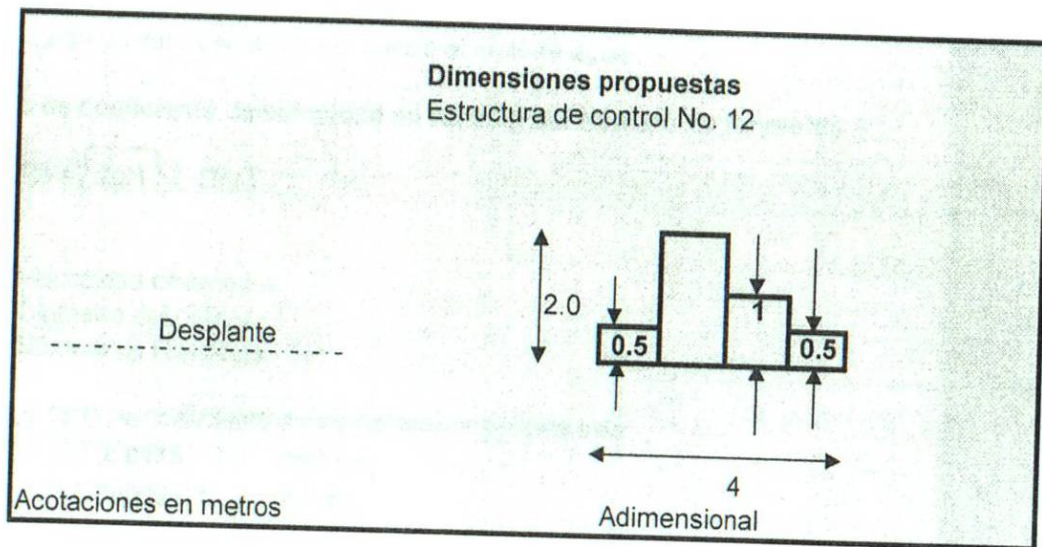 Dimensiones propuestas
Estructura de control No. 12
2.0
1
Desplante
0.5
0.5
4
Acotaciones en metros
Adimensional